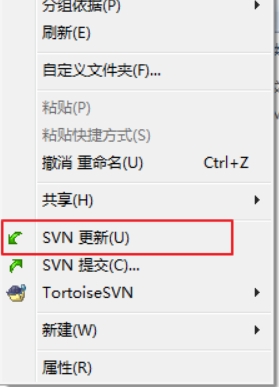 分组依据(P)
刷新(E)
自定义文件夹(F)...
粘贴(P)
粘贴快捷方式(S)
撤消 重命名(U) Ctrl+Z
共享(H)
SVN 更新(U)
SVN 提交(C)...
TortoiseSVN
新建(W)
属性(R)